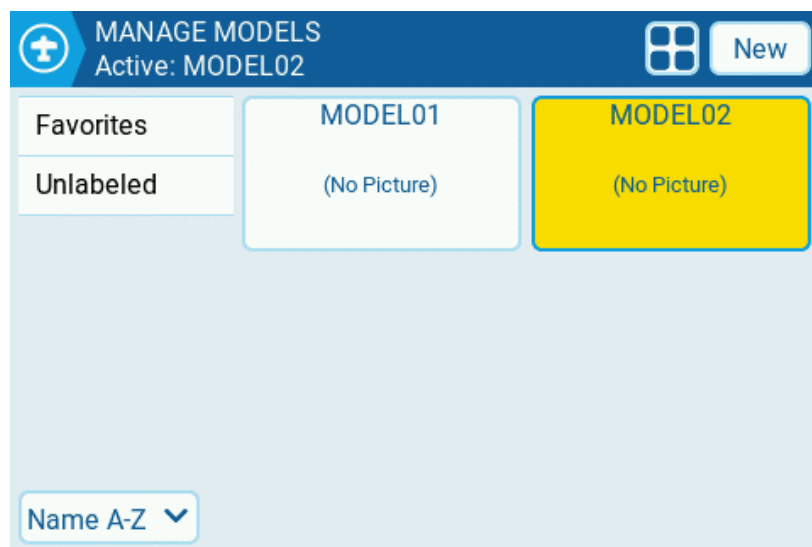 MANAGE MODELS
Active: MODEL02
New
Favorites
Unlabeled
MODEL01
(No Picture)
MODEL02
(No Picture)
Name A-Z